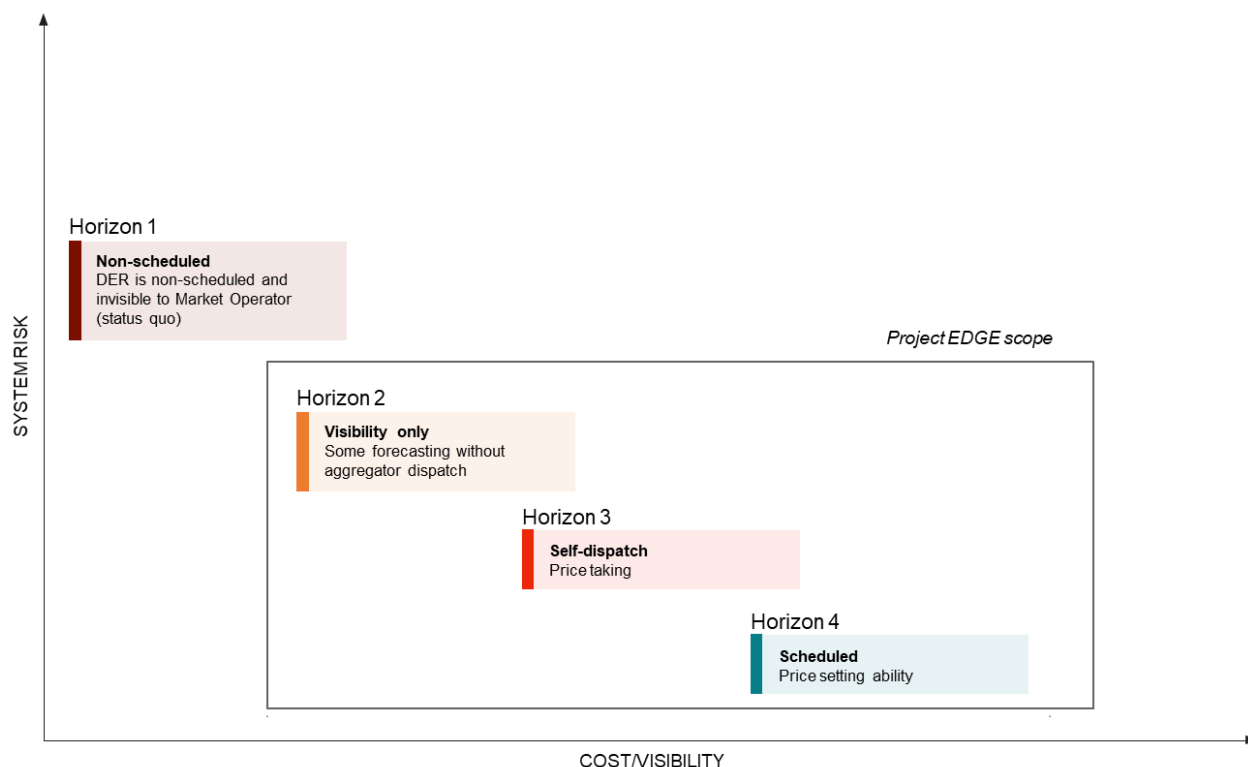 Horizon 1
Non-scheduled
DER is non-scheduled and
invisible to Market Operator
(status quo)
Project EDGE scope
Horizon 2
Visibility only
Some forecasting without
aggregator dispatch
Horizon 3
Self-dispatch
Price taking
Horizon 4
Scheduled
Price setting ability
SYSTEM RISK
COST/VISIBILITY